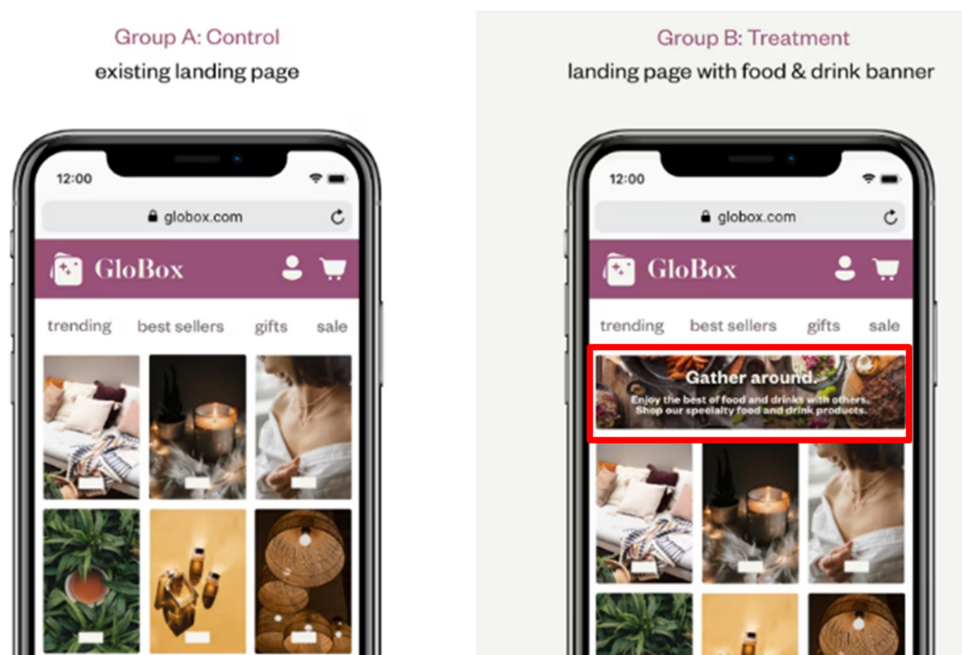 Group A: Control
existing landing page
12:00
globox.com
GloBox
trending best sellers gifts sale
Group B: Treatment
landing page with food & drink banner
12:00
globox.com
GloBox
trending best sellers gifts sale
Gather around.
Enjoy the best of food and drinks with others.
Shop our specialty food and drink products.